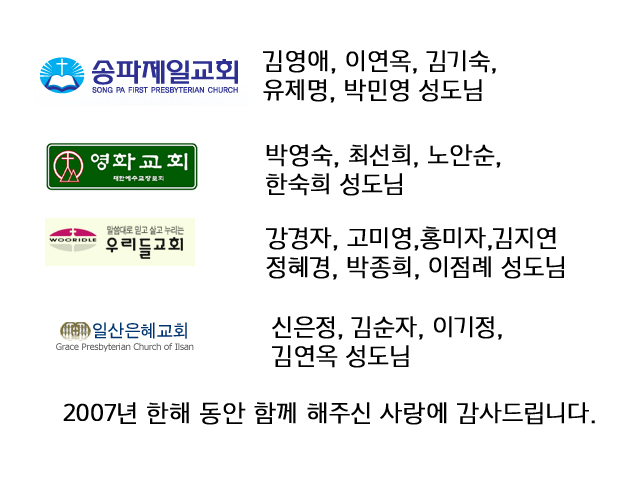 송파제일교회
SONG PA FIRST PRESBYTERIAN CHURCH
김영애, 이연옥, 김기숙,
유제명, 박민영 성도님
영화교회
대한예수교장로회
박영숙, 최선희, 노안순,
한숙희 성도님
WOORIDLE
말씀대로 믿고 살고 누리는
우리들교회
강경자, 고미영,홍미자,김지연
정혜경, 박종희, 이점례 성도님
일산은혜교회
Grace Presbyterian Church of Ilsan
신은정, 김순자, 이기정,
김연옥 성도님
2007년 한해 동안 함께 해주신 사랑에 감사드립니다.